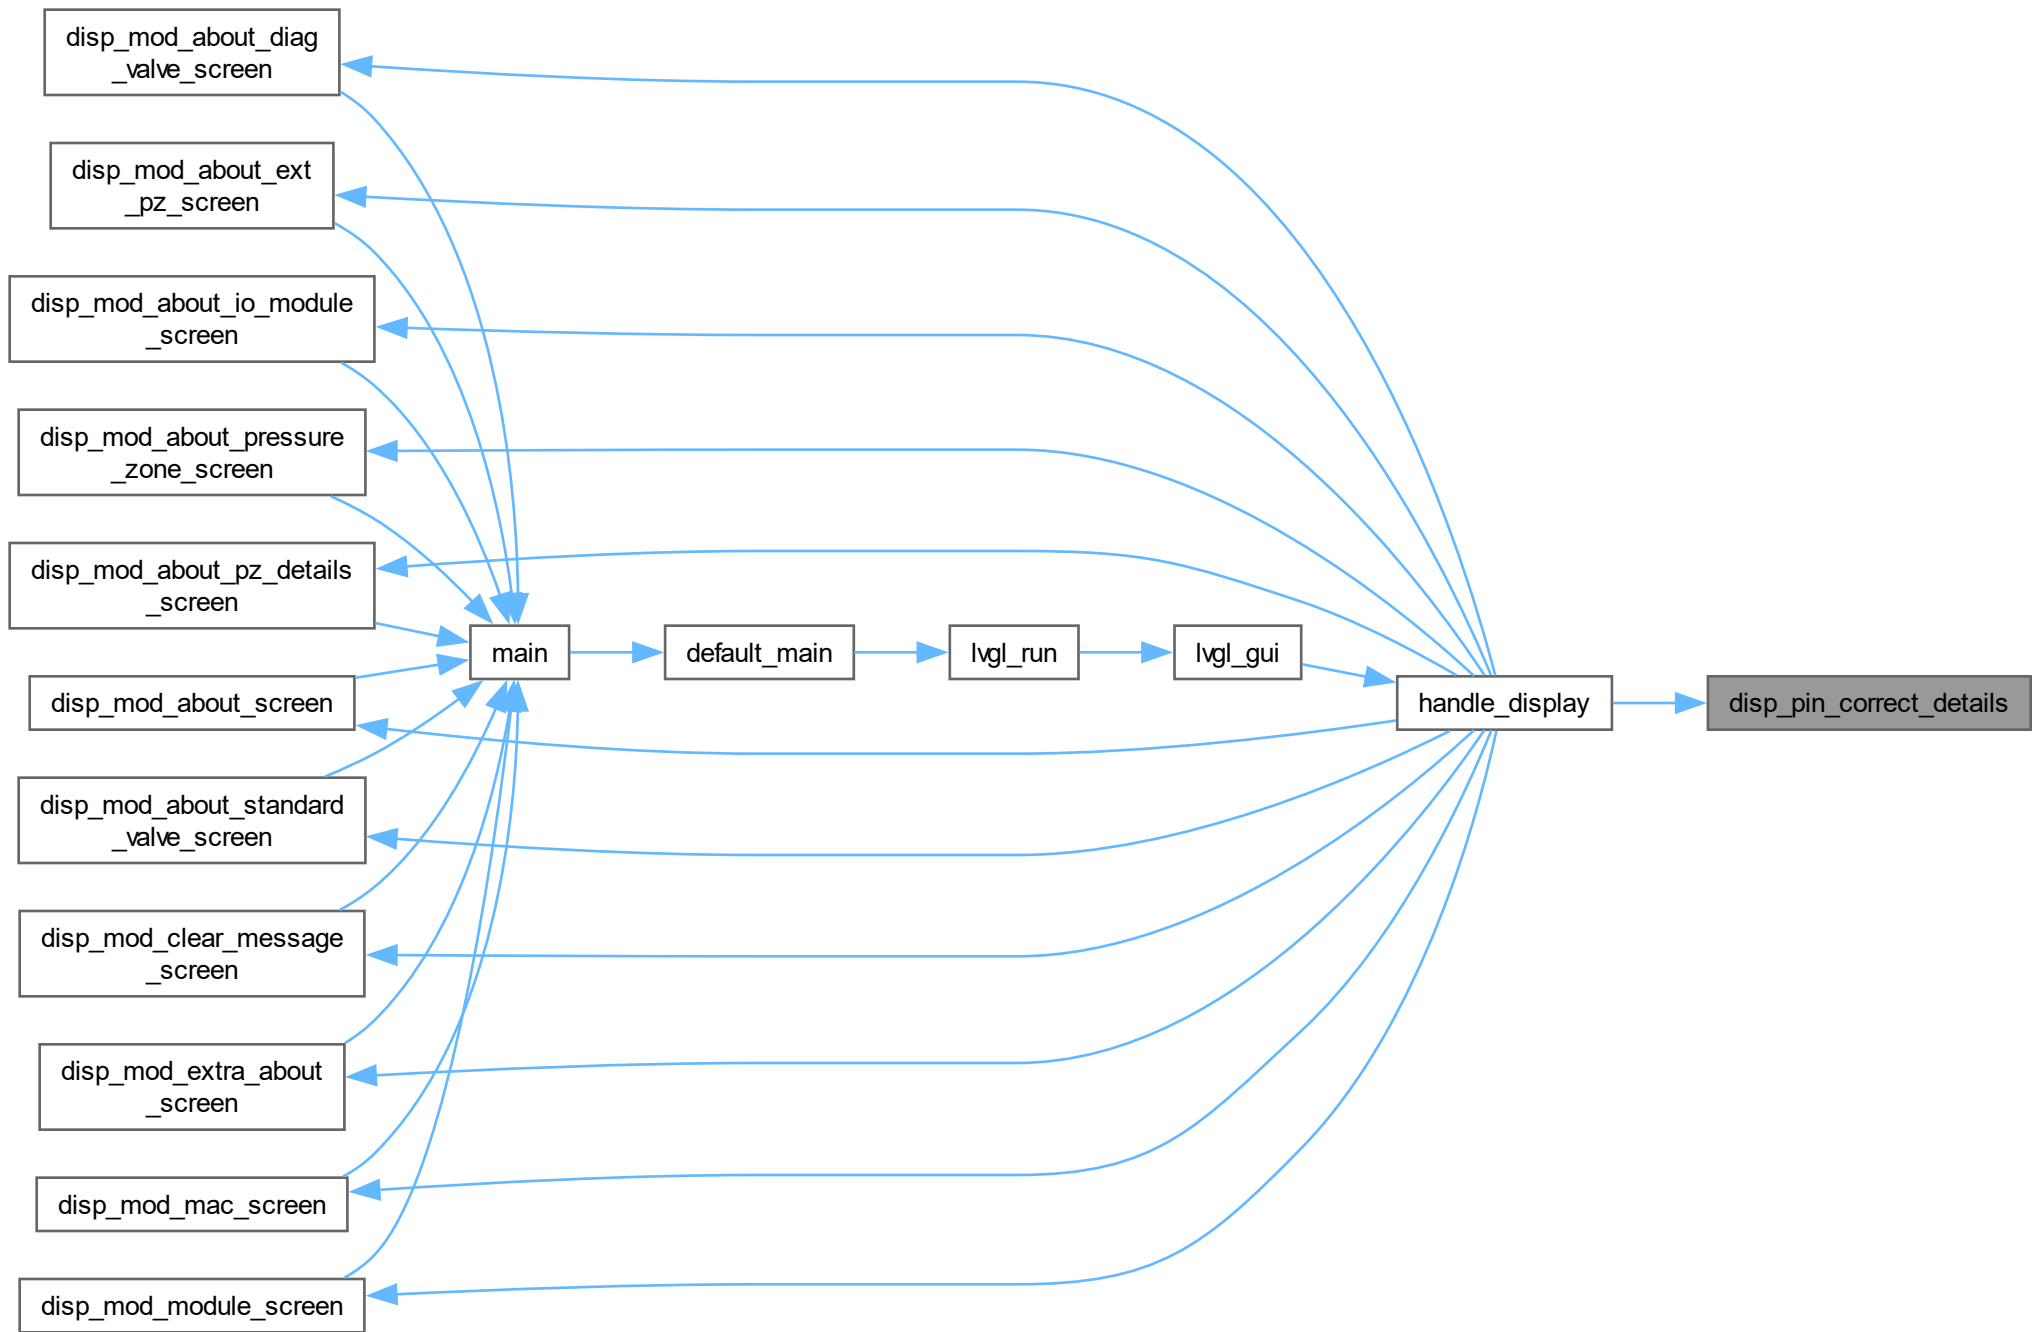 disp_mod_about_diag
_valve_screen
disp_mod_about_ext
_pz_screen
disp_mod_about_io_module
_screen
disp_mod_about_pressure
_zone_screen
disp_mod_about_pz_details
_screen
disp_mod_about_screen
disp_mod_about_standard
_valve_screen
disp_mod_clear_message
_screen
disp_mod_extra_about
_screen
disp_mod_mac_screen
disp_mod_module_screen
main
default_main
lvgl_run
lvgl_gui
handle_display
disp_pin_correct_details